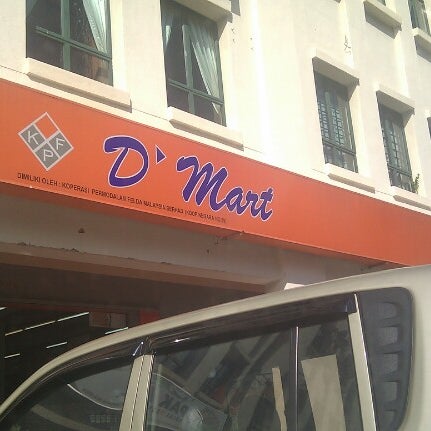 KPF
D'Mart
DIMILIKI OLEH : KOPERASI PERMODALAN FELDA MALAYSIA BERHAD